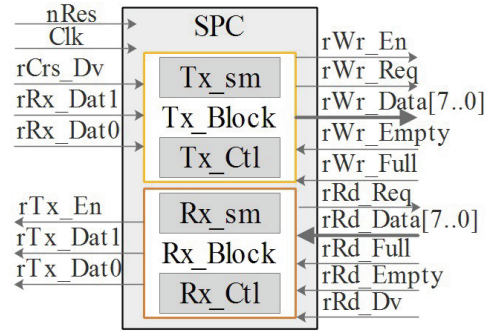 nRes
Clk
rCrs_Dv
rRx_Dat1
rRx_Dat0
rTx_En
rTx_Dat1
rTx_Dat0
SPC
Tx_sm
Tx_Block
Tx_Ctl
Rx_sm
Rx_Block
Rx_Ctl
rWr_En
rWr_Req
rWr_Data[7..0]
rWr_Empty
rWr_Full
rRd_Req
rRd_Data[7..0]
rRd_Full
rRd_Empty
rRd_Dv